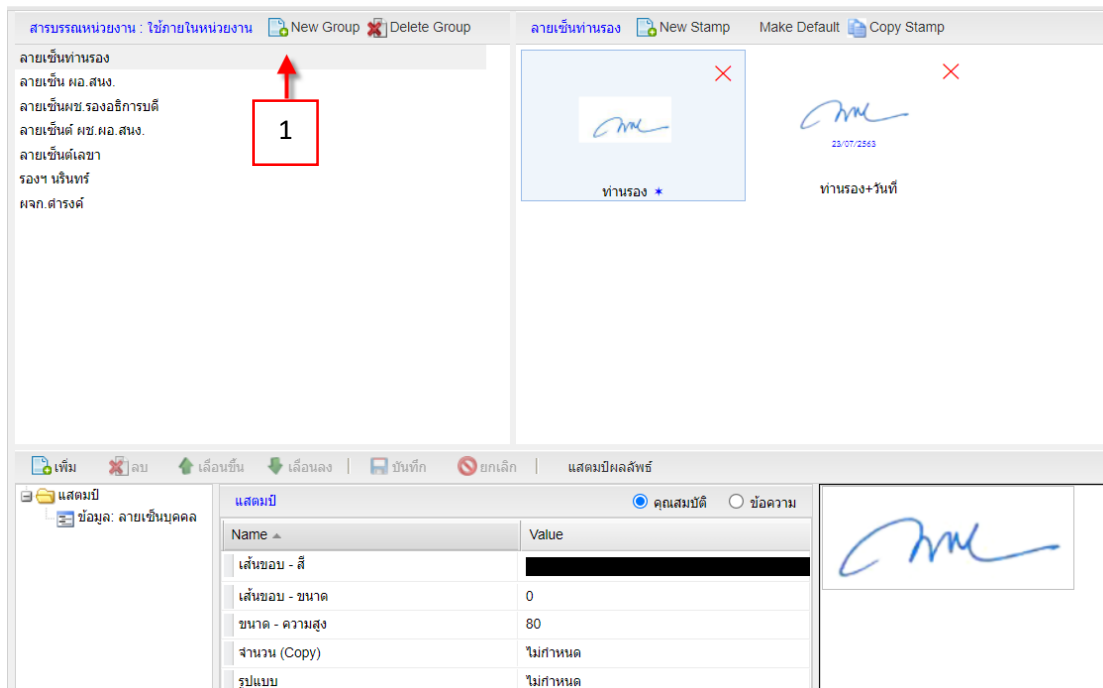 สารบรรณหน่วยงาน : ใช้ภายในหน่วยงาน New Group Delete Group
ลายเซ็นท่านรอง
ลายเซ็น ผอ.สนง.
ลายเซ็นผช.รองอธิการบดี
ลายเซ็นต์ ผช.ผอ.สนง.
ลายเซ็นต์เลขา
รองฯ นรินทร์
ผจก.ดำรงค์
1
ลายเซ็นท่านรอง New Stamp Make Default Copy Stamp
23/07/2563
ท่านรอง * ท่านรอง+วันที่
เพิ่ม ลบ เลื่อนขึ้น เลื่อนลง | บันทึก ยกเลิก | แสตมป์ผลลัพธ์
แสตมป์
ข้อมูล: ลายเซ็นบุคคล
แสตมป์ คุณสมบัติ ข้อความ
Name Value
เส้นขอบ - สี
เส้นขอบ - ขนาด 0
ขนาด - ความสูง 80
จำนวน (Copy) ไม่กำหนด
รูปแบบ ไม่กำหนด